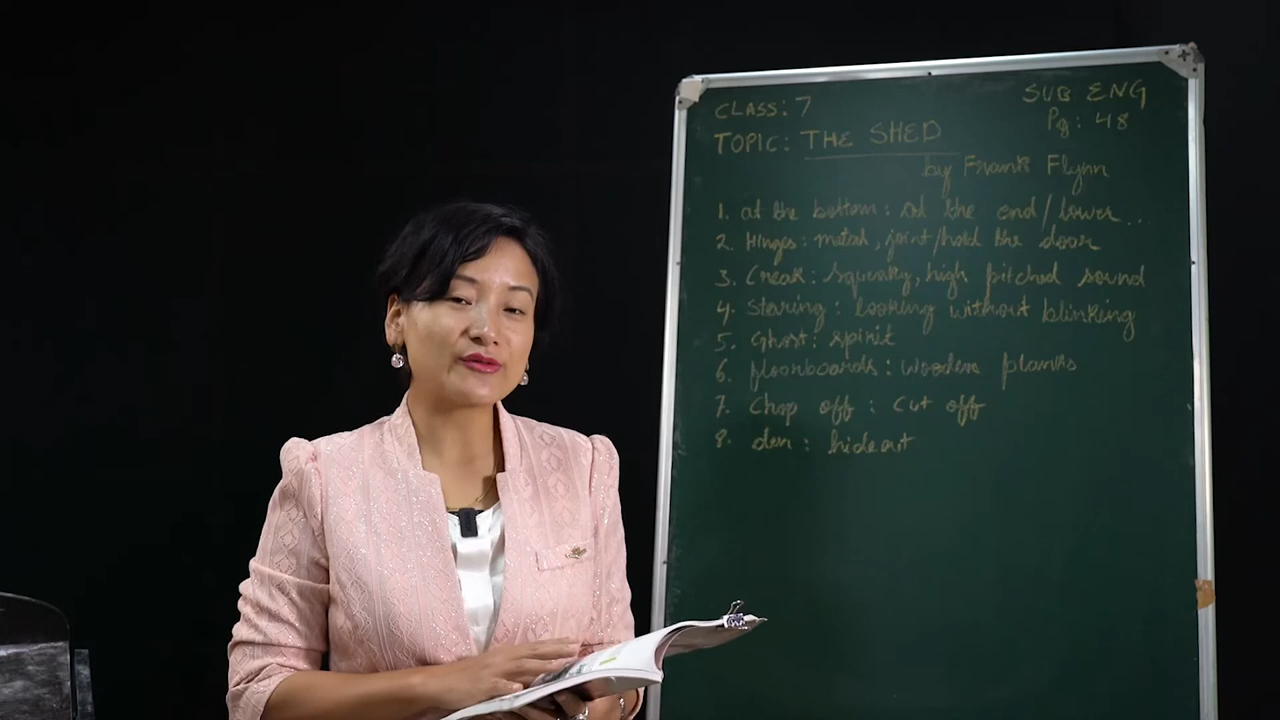 CLASS: 7
SUB ENG
Pg: 48
TOPIC: THE SHED
by Frank Flynn
1. at the bottom: At the end/lower...
2. Hinges: metal, joint/hold the door
3. Creak: Squeaky, high pitched sound
4. Staring: looking without blinking
5. Ghost: spirit
6. floorboards: wooden planks
7. Chop off: Cut off
8. den: hideout